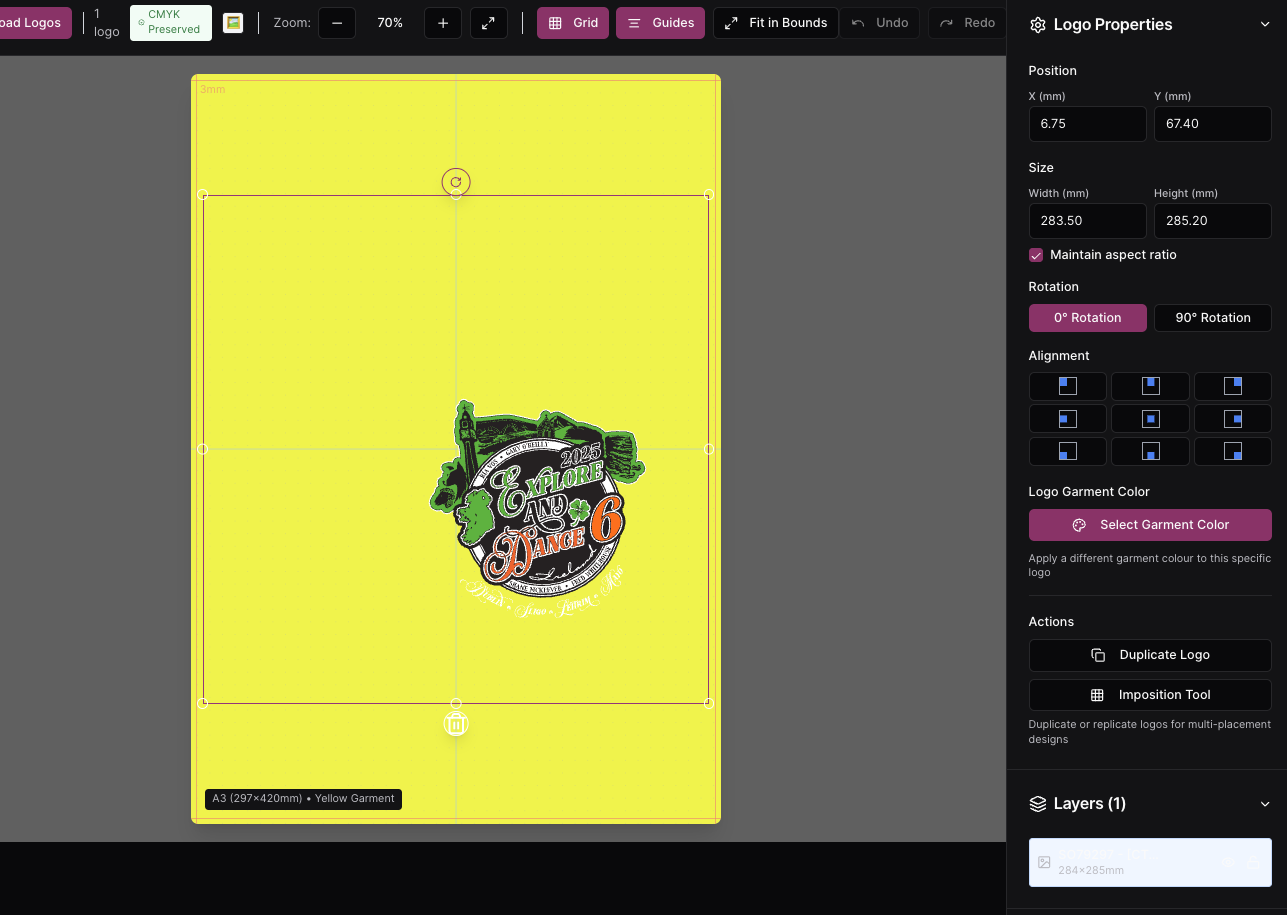 oad Logos
1
logo
CMYK
Preserved
Zoom:
70%
Grid
Guides
Fit in Bounds
Undo
Redo
3mm
GARY O'REILLY
2025
EXPLORE
AND
DANCE 6
Ireland
A3 (297×420mm) • Yellow Garment
Logo Properties
Position
X (mm)
Y (mm)
6.75
67.40
Size
Width (mm)
Height (mm)
283.50
285.20
Maintain aspect ratio
Rotation
0° Rotation
90° Rotation
Alignment
Logo Garment Color
Select Garment Color
Apply a different garment colour to this specific
logo
Actions
Duplicate Logo
Imposition Tool
Duplicate or replicate logos for multi-placement
designs
Layers (1)
284×285mm